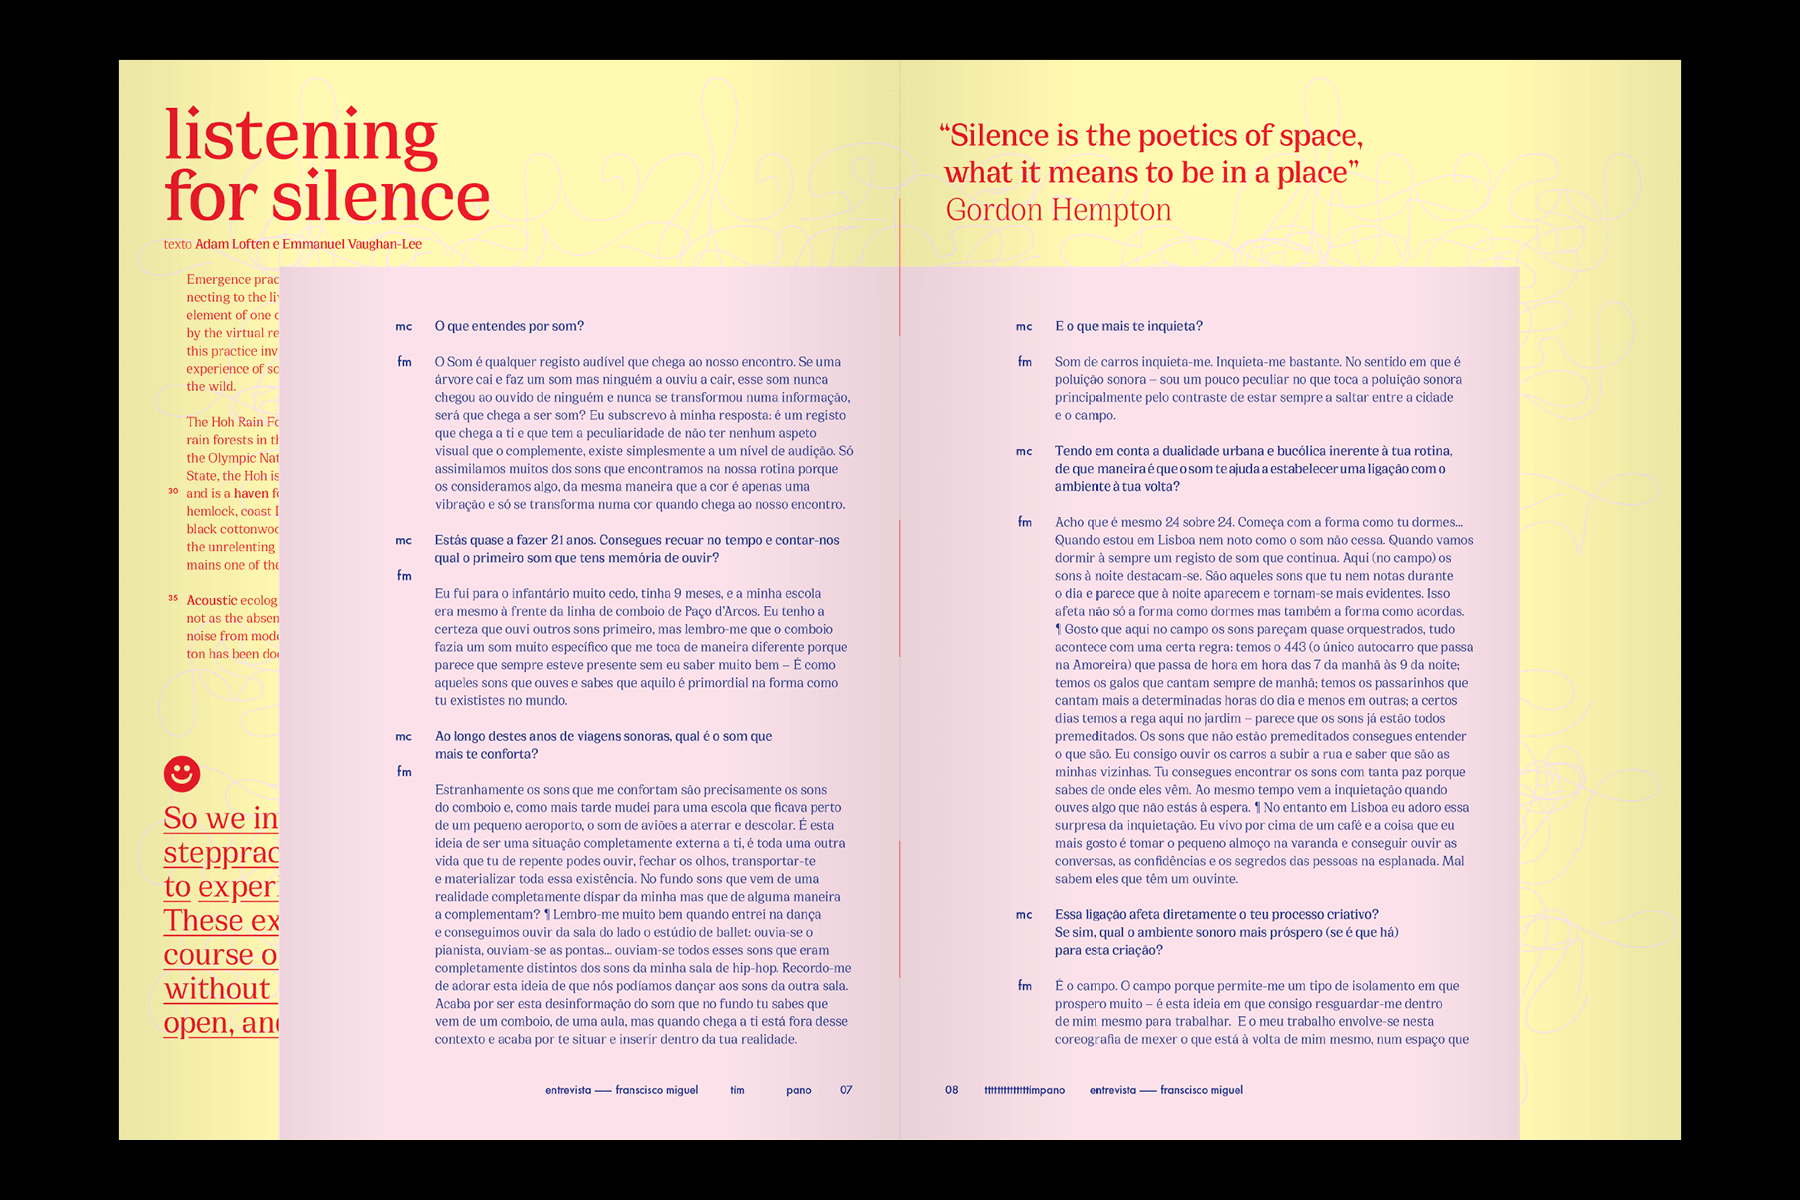 listening
for silence
texto Adam Loften e Emmanuel Vaughan-Lee
Emergence prac
necting to the li
element of one o
by the virtual re
this practice inv
experience of so
the wild.
The Hoh Rain Fo
rain forests in th
the Olympic Nat
State, the Hoh is
30 and is a haven fo
hemlock, coast D
black cottonwoo
the unrelenting
mains one of the
35 Acoustic ecolog
not as the absen
noise from mode
ton has been doc
So we in
steppprac
to experi
These ex
course o
without
open, and
“Silence is the poetics of space,
what it means to be in a place”
Gordon Hempton
mc O que entendes por som?
fm O Som é qualquer registo audível que chega ao nosso encontro. Se uma
árvore cai e faz um som mas ninguém a ouviu a cair, esse som nunca
chegou ao ouvido de ninguém e nunca se transformou numa informação,
será que chega a ser som? Eu subscrevo à minha resposta: é um registo
que chega a ti e que tem a peculiaridade de não ter nenhum aspeto
visual que o complemente, existe simplesmente a um nível de audição. Só
assimilamos muitos dos sons que encontramos na nossa rotina porque
os consideramos algo, da mesma maneira que a cor é apenas uma
vibração e só se transforma numa cor quando chega ao nosso encontro.
mc Estás quase a fazer 21 anos. Consegues recuar no tempo e contar-nos
qual o primeiro som que tens memória de ouvir?
fm
Eu fui para o infantário muito cedo, tinha 9 meses, e a minha escola
era mesmo à frente da linha de comboio de Paço d’Arcos. Eu tenho a
certeza que ouvi outros sons primeiro, mas lembro-me que o comboio
fazia um som muito específico que me toca de maneira diferente porque
parece que sempre esteve presente sem eu saber muito bem – É como
aqueles sons que ouves e sabes que aquilo é primordial na forma como
tu exististes no mundo.
mc Ao longo destes anos de viagens sonoras, qual é o som que
mais te conforta?
fm
Estranhamente os sons que me confortam são precisamente os sons
do comboio e, como mais tarde mudei para uma escola que ficava perto
de um pequeno aeroporto, o som de aviões a aterrar e descolar. É esta
ideia de ser uma situação completamente externa a ti, é toda uma outra
vida que tu de repente podes ouvir, fechar os olhos, transportar-te
e materializar toda essa existência. No fundo sons que vem de uma
realidade completamente díspar da minha mas que de alguma maneira
a complementam? ¶ Lembro-me muito bem quando entrei na dança
e conseguimos ouvir da sala do lado o estúdio de ballet: ouvia-se o
pianista, ouviam-se as pontas... ouviam-se todos esses sons que eram
completamente distintos dos sons da minha sala de hip-hop. Recordo-me
de adorar esta ideia de que nós podíamos dançar aos sons da outra sala.
Acaba por ser esta desinformação do som que no fundo tu sabes que
vem de um comboio, de uma aula, mas quando chega a ti está fora desse
contexto e acaba por te situar e inserir dentro da tua realidade.
entrevista — franscisco miguel tím pano 07
mc E o que mais te inquieta?
fm Som de carros inquieta-me. Inquieta-me bastante. No sentido em que é
poluição sonora – sou um pouco peculiar no que toca a poluição sonora
principalmente pelo contraste de estar sempre a saltar entre a cidade
e o campo.
mc Tendo em conta a dualidade urbana e bucólica inerente à tua rotina,
de que maneira é que o som te ajuda a estabelecer uma ligação com o
ambiente à tua volta?
fm Acho que é mesmo 24 sobre 24. Começa com a forma como tu dormes...
Quando estou em Lisboa nem noto como o som não cessa. Quando vamos
dormir à sempre um registo de som que continua. Aqui (no campo) os
sons à noite destacam-se. São aqueles sons que tu nem notas durante
o dia e parece que à noite aparecem e tornam-se mais evidentes. Isso
afeta não só a forma como dormes mas também a forma como acordas.
¶ Gosto que aqui no campo os sons pareçam quase orquestrados, tudo
acontece com uma certa regra: temos o 443 (o único autocarro que passa
na Amoreira) que passa de hora em hora das 7 da manhã às 9 da noite;
temos os galos que cantam sempre de manhã; temos os passarinhos que
cantam mais a determinadas horas do dia e menos em outras; a certos
dias temos a rega aqui no jardim – parece que os sons já estão todos
premeditados. Os sons que não estão premeditados consegues entender
o que são. Eu consigo ouvir os carros a subir a rua e saber que são as
minhas vizinhas. Tu consegues encontrar os sons com tanta paz porque
sabes de onde eles vêm. Ao mesmo tempo vem a inquietação quando
ouves algo que não estás à espera. ¶ No entanto em Lisboa eu adoro essa
surpresa da inquietação. Eu vivo por cima de um café e a coisa que eu
mais gosto é tomar o pequeno almoço na varanda e conseguir ouvir as
conversas, as confidências e os segredos das pessoas na esplanada. Mal
sabem eles que têm um ouvinte.
mc Essa ligação afeta diretamente o teu processo criativo?
Se sim, qual o ambiente sonoro mais próspero (se é que há)
para esta criação?
fm É o campo. O campo porque permite-me um tipo de isolamento em que
prospero muito – é esta ideia em que consigo resguardar-me dentro
de mim mesmo para trabalhar. E o meu trabalho envolve-se nesta
coreografia de mexer o que está à volta de mim mesmo, num espaço que
08 tttttttttttttttímpano entrevista — franscisco miguel